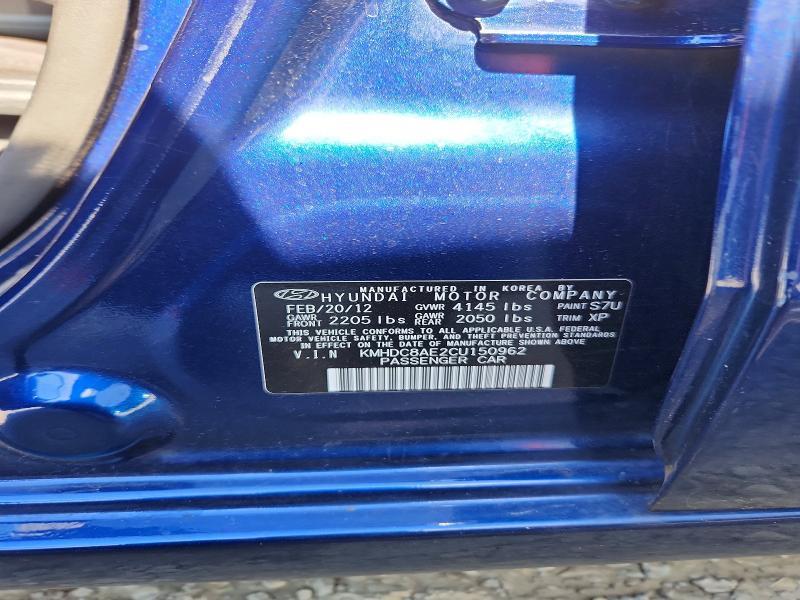 MANUFACTURED IN KOREA BY
HYUNDAI MOTOR COMPANY
FEB/20/12 GVWR 4145 lbs PAINT SZU
GAWR FRONT 2205 lbs GAWR REAR 2050 lbs TRIM XP
THIS VEHICLE CONFORMS TO ALL APPLICABLE U.S.A. FEDERAL
MOTOR VEHICLE SAFETY, BUMPER, AND THEFT PREVENTION STANDARDS
IN EFFECT ON THE DATE OF MANUFACTURE SHOWN ABOVE
V.I.N KMHDC8AE2CU150962
PASSENGER CAR